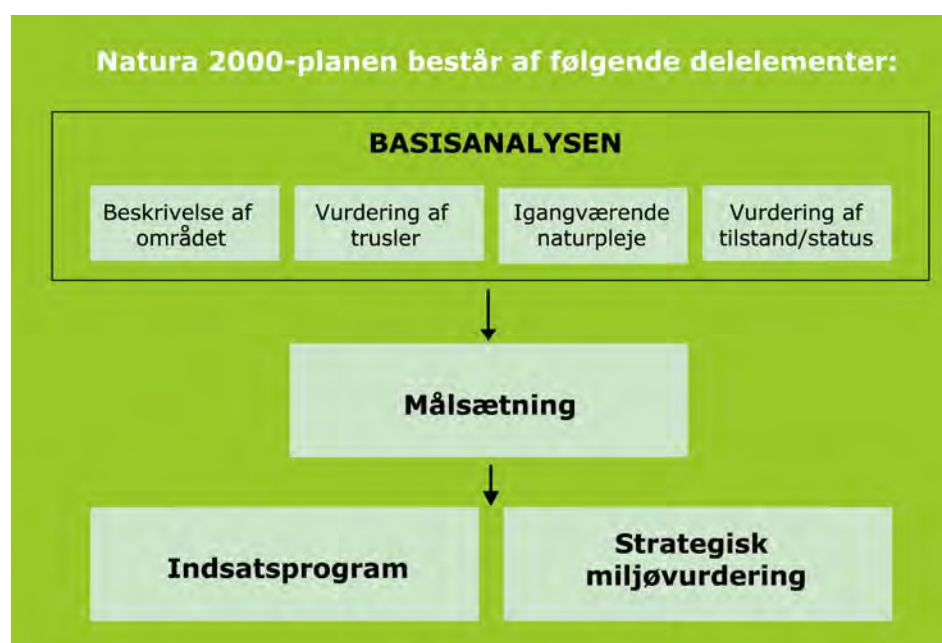 Natura 2000-planen består af følgende delelementer:
BASISANALYSEN
Beskrivelse af
området
Vurdering af
trusler
Igangværende
naturpleje
Vurdering af
tilstand/status
Målsætning
Indsatsprogram
Strategisk
miljøvurdering